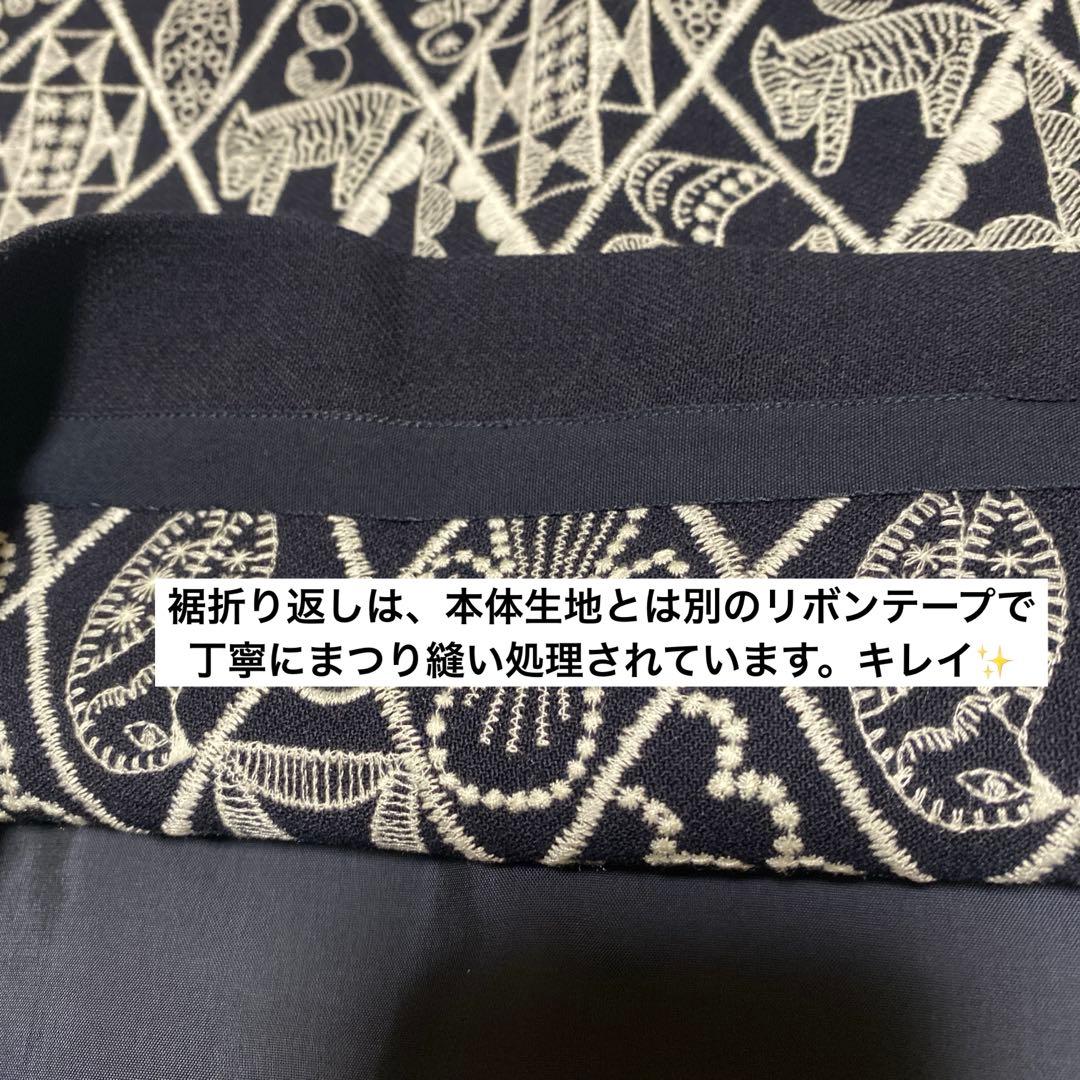 裾折り返しは、本体生地とは別のリボンテープで
丁寧にまつり縫い処理されています。キレイ✨